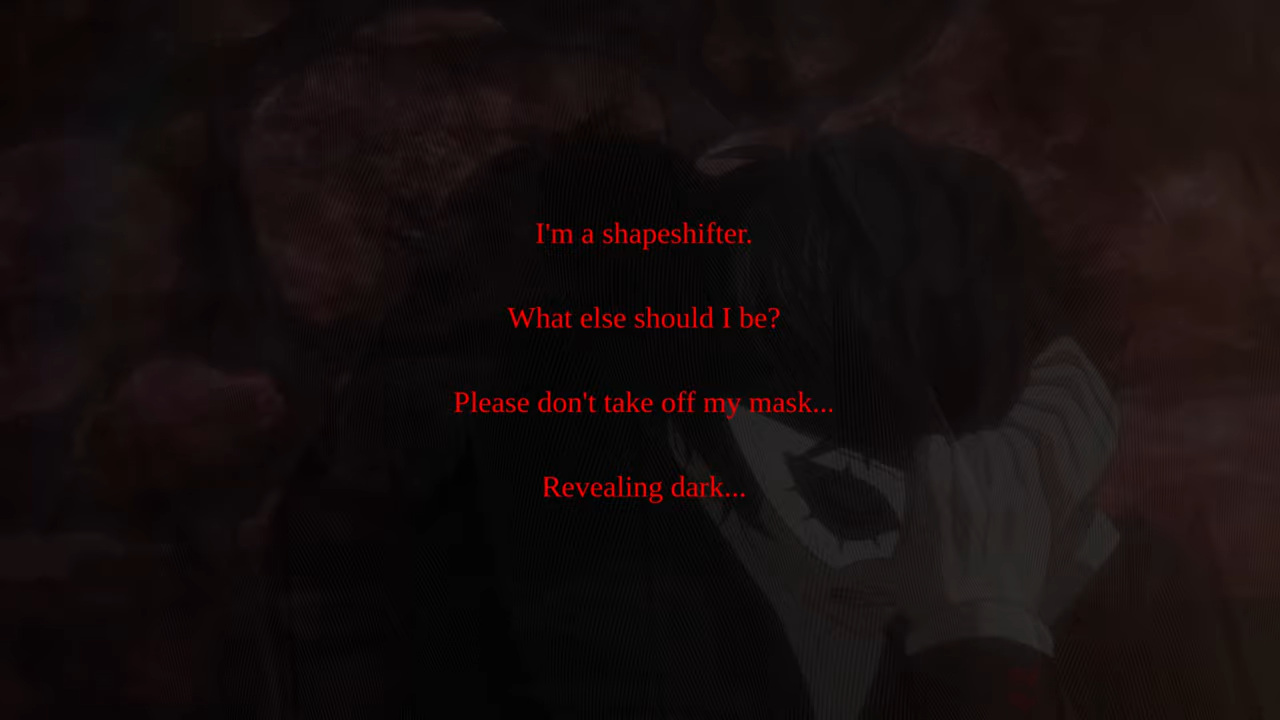 I'm a shapeshifter.
What else should I be?
Please don't take off my mask...
Revealing dark...